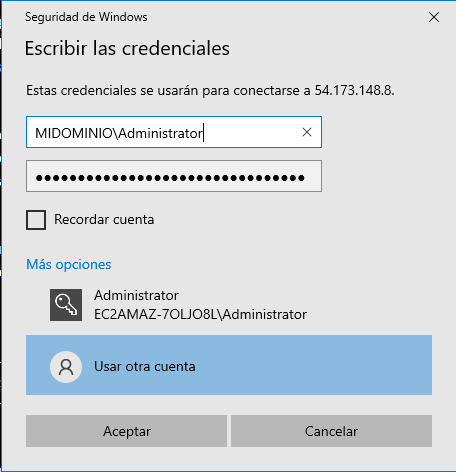 Seguridad de Windows
Escribir las credenciales
Estas credenciales se usarán para conectarse a 54.173.148.8.
MIDOMINIO\Administrator
Recordar cuenta
Más opciones
Administrator
EC2AMAZ-7OLJO8L\Administrator
Usar otra cuenta
Aceptar
Cancelar